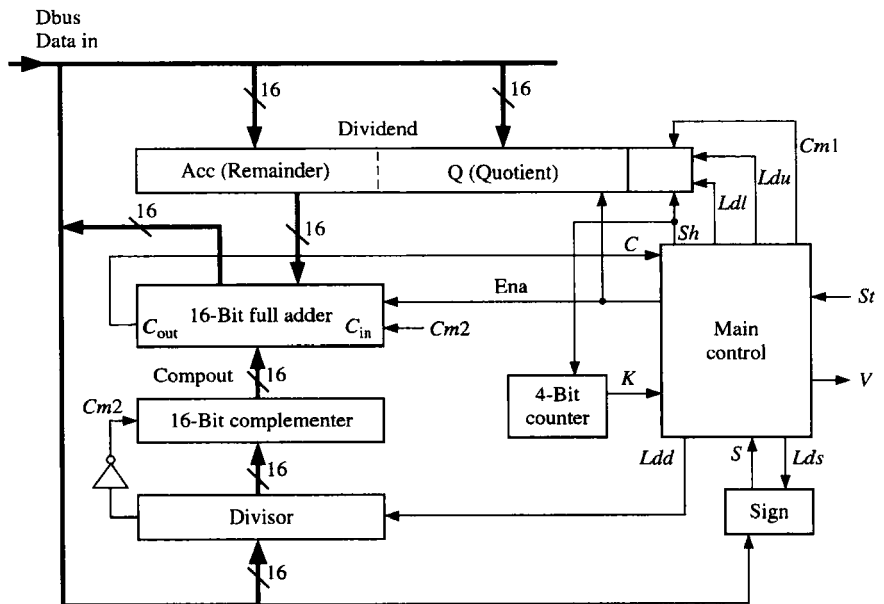 Dbus
Data in
16
16
Dividend
Acc (Remainder)
Q (Quotient)
Cm1
Ldu
Ldl
Sh
16
16
C
Ena
16-Bit full adder
Cout
Cin
Cm2
Main
control
St
V
Compout
16
K
4-Bit
counter
Cm2
16-Bit complementer
16
Ldd
S
Lds
Divisor
Sign
16